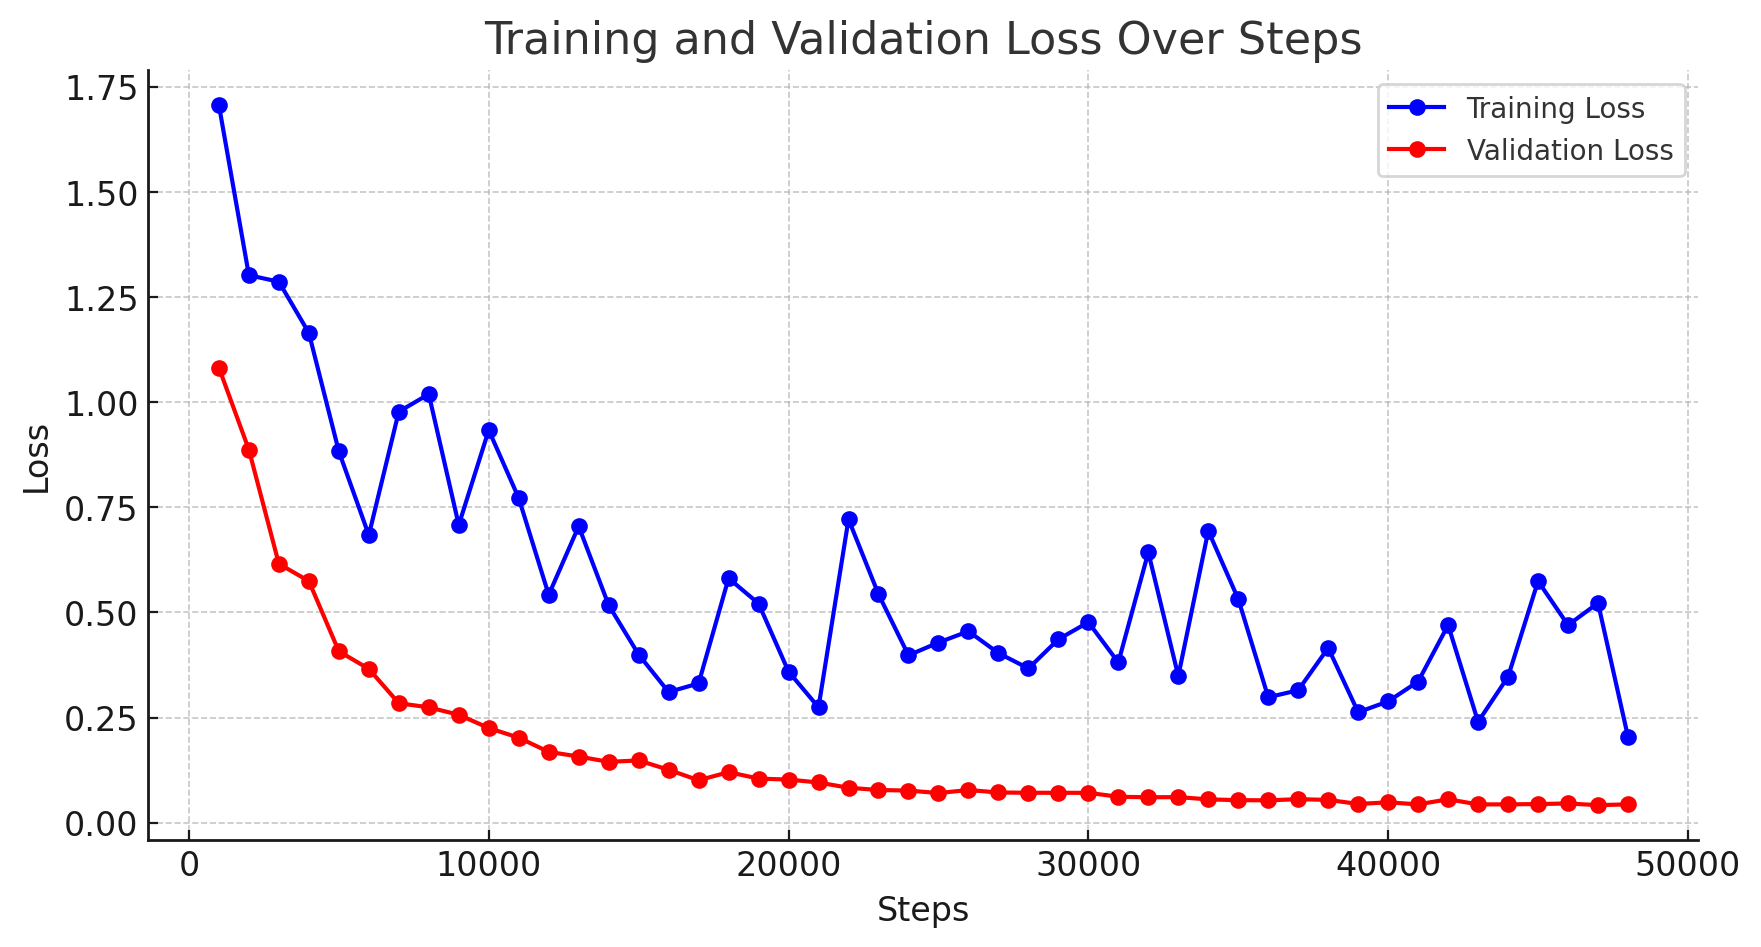 Training and Validation Loss Over Steps
Training Loss
Validation Loss
Loss
1.75
1.50
1.25
1.00
0.75
0.50
0.25
0.00
0 10000 20000 30000 40000 50000
Steps